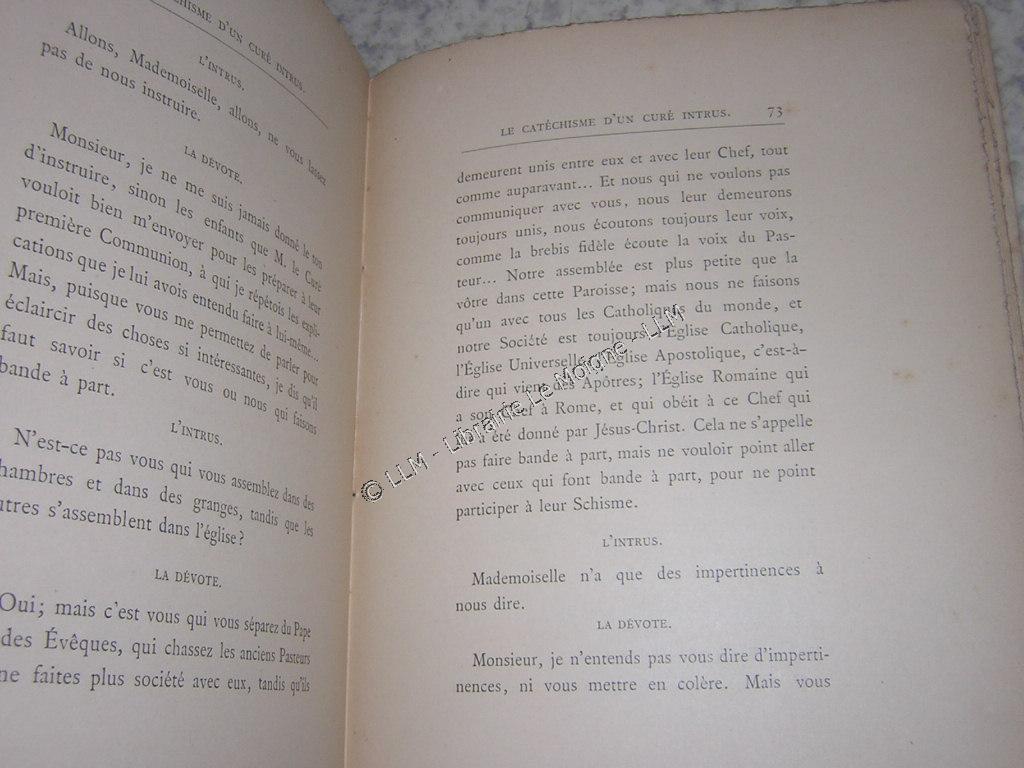 CATÉCHISME D'UN CURÉ INTRUS.
L'INTRUS.
Allons, Mademoiselle, allons, ne vous lassez
pas de nous instruire.
LA DÉVOTE.
Monsieur, je ne me suis jamais donné le ton
d'instruire, sinon les enfants que M. le Curé
vouloit bien m'envoyer pour les préparer à leur
première Communion, à qui je répétois les expli-
cations que je lui avois entendu faire à lui-même...
Mais, puisque vous me permettez de parler pour
éclaircir des choses si intéressantes, je dis qu'il
faut savoir si c'est vous ou nous qui faisons
bande à part.
L'INTRUS.
N'est-ce pas vous qui vous assemblez dans des
chambres et dans des granges, tandis que les
utres s'assemblent dans l'église?
LA DÉVOTE.
Oui; mais c'est vous qui vous séparez du Pape
des Évêques, qui chassez les anciens Pasteurs
ne faites plus société avec eux, tandis qu'ils
LE CATÉCHISME D'UN CURÉ INTRUS. 73
demeurent unis entre eux et avec leur Chef, tout
comme auparavant... Et nous qui ne voulons pas
communiquer avec vous, nous leur demeurons
toujours unis, nous écoutons toujours leur voix,
comme la brebis fidèle écoute la voix du Pas-
teur... Notre assemblée est plus petite que la
vôtre dans cette Paroisse; mais nous ne faisons
qu'un avec tous les Catholiques du monde, et
notre Société est toujours l'Église Catholique,
l'Église Universelle, l'Église Apostolique, c'est-à-
dire qui vient des Apôtres; l'Église Romaine qui
a son Chef à Rome, et qui obéit à ce Chef qui
lui a été donné par Jésus-Christ. Cela ne s'appelle
pas faire bande à part, mais ne vouloir point aller
avec ceux qui font bande à part, pour ne point
participer à leur Schisme.
L'INTRUS.
Mademoiselle n'a que des impertinences à
nous dire.
LA DÉVOTE.
Monsieur, je n'entends pas vous dire d'imperti-
nences, ni vous mettre en colère. Mais vous
© LLM - Librairie Le Moigne, LLM